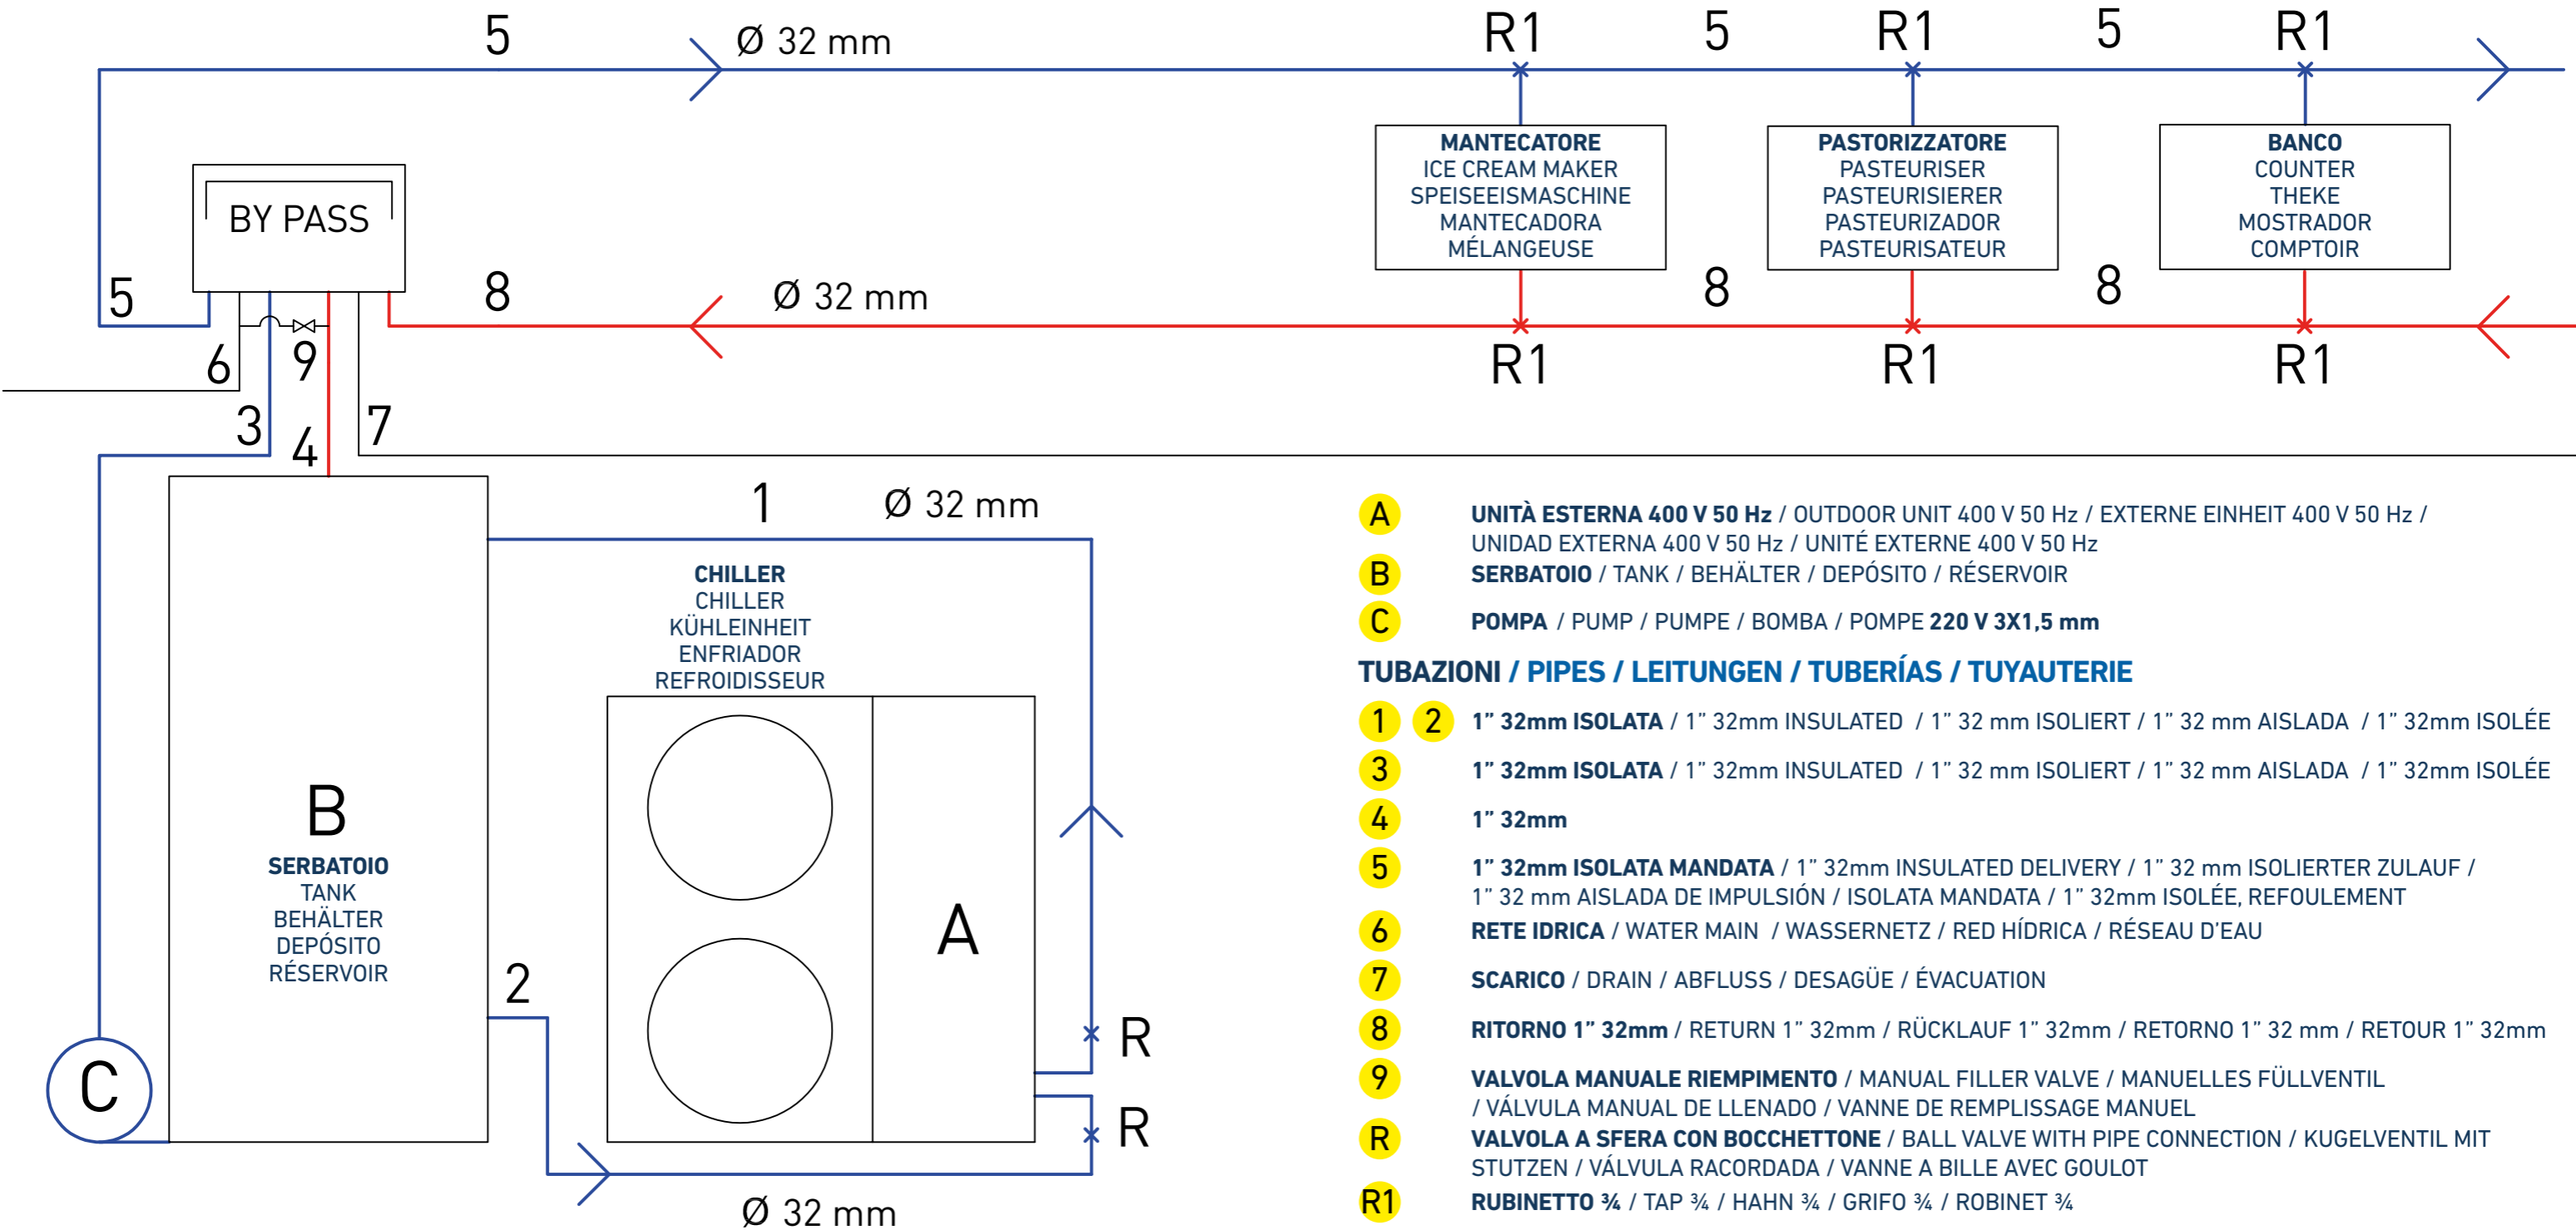 5
Ø 32 mm
R1
5
R1
5
R1
BY PASS
MANTECATORE
ICE CREAM MAKER
SPEISEEISMASCHINE
MANTECADORA
MÉLANGEUSE
PASTORIZZATORE
PASTEURISER
PASTEURISIERER
PASTEURIZADOR
PASTEURISATEUR
BANCO
COUNTER
THEKE
MOSTRADOR
COMPTOIR
5
8
Ø 32 mm
8
8
6
9
R1
R1
R1
3
4
7
1
Ø 32 mm
CHILLER
CHILLER
KÜHLEINHEIT
ENFRIADOR
REFROIDISSEUR
B
SERBATOIO
TANK
BEHÄLTER
DEPÓSITO
RÉSERVOIR
A
2
C
R
R
Ø 32 mm
A UNITÀ ESTERNA 400 V 50 Hz / OUTDOOR UNIT 400 V 50 Hz / EXTERNE EINHEIT 400 V 50 Hz /
UNIDAD EXTERNA 400 V 50 Hz / UNITÉ EXTERNE 400 V 50 Hz
B SERBATOIO / TANK / BEHÄLTER / DEPÓSITO / RÉSERVOIR
C POMPA / PUMP / PUMPE / BOMBA / POMPE 220 V 3X1,5 mm
TUBAZIONI / PIPES / LEITUNGEN / TUBERÍAS / TUYAUTERIE
1 2 1” 32mm ISOLATA / 1” 32mm INSULATED / 1” 32 mm ISOLIERT / 1” 32 mm AISLADA / 1” 32mm ISOLÉE
3 1” 32mm ISOLATA / 1” 32mm INSULATED / 1” 32 mm ISOLIERT / 1” 32 mm AISLADA / 1” 32mm ISOLÉE
4 1” 32mm
5 1” 32mm ISOLATA MANDATA / 1” 32mm INSULATED DELIVERY / 1” 32 mm ISOLIERTER ZULAUF /
1” 32 mm AISLADA DE IMPULSIÓN / ISOLATA MANDATA / 1” 32mm ISOLÉE, REFOULEMENT
6 RETE IDRICA / WATER MAIN / WASSERNETZ / RED HÍDRICA / RÉSEAU D’EAU
7 SCARICO / DRAIN / ABFLUSS / DESAGÜE / ÉVACUATION
8 RITORNO 1” 32mm / RETURN 1” 32mm / RÜCKLAUF 1” 32mm / RETORNO 1” 32 mm / RETOUR 1” 32mm
9 VALVOLA MANUALE RIEMPIMENTO / MANUAL FILLER VALVE / MANUELLES FÜLLVENTIL
/ VÁLVULA MANUAL DE LLENADO / VANNE DE REMPLISSAGE MANUEL
R VALVOLA A SFERA CON BOCCHETTONE / BALL VALVE WITH PIPE CONNECTION / KUGELVENTIL MIT
STUTZEN / VÁLVULA RACORDADA / VANNE A BILLE AVEC GOULOT
R1 RUBINETTO ¾ / TAP ¾ / HAHN ¾ / GRIFO ¾ / ROBINET ¾